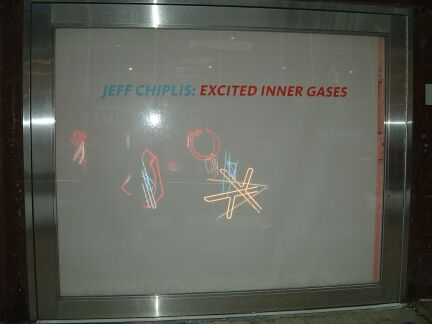 JEFF CHIPLIS: EXCITED INNER GASES